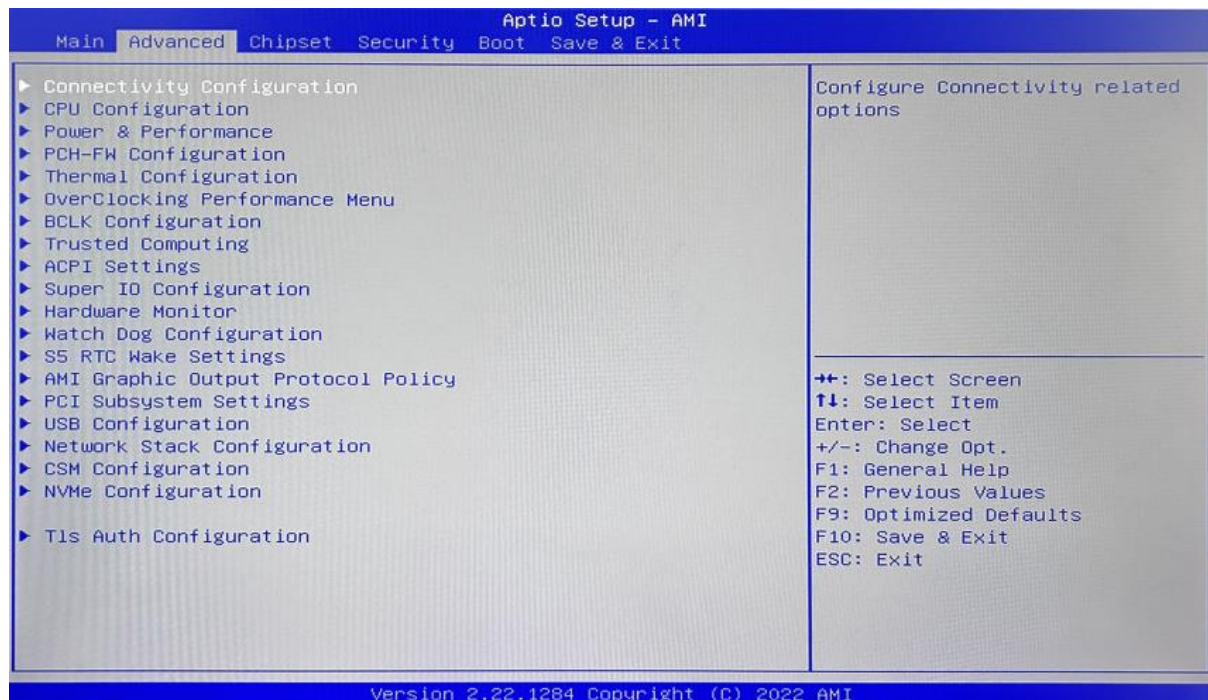 Aptio Setup – AMI
Main Advanced Chipset Security Boot Save & Exit
► Connectivity Configuration
► CPU Configuration
► Power & Performance
► PCH-FW Configuration
► Thermal Configuration
► OverClocking Performance Menu
► BCLK Configuration
► Trusted Computing
► ACPI Settings
► Super IO Configuration
► Hardware Monitor
► Watch Dog Configuration
► S5 RTC Wake Settings
► AMI Graphic Output Protocol Policy
► PCI Subsystem Settings
► USB Configuration
► Network Stack Configuration
► CSM Configuration
► NVMe Configuration
► Tls Auth Configuration
Configure Connectivity related
options
→←: Select Screen
↑↓: Select Item
Enter: Select
+/-: Change Opt.
F1: General Help
F2: Previous Values
F9: Optimized Defaults
F10: Save & Exit
ESC: Exit
Version 2.22.1284 Copyright (C) 2022 AMI